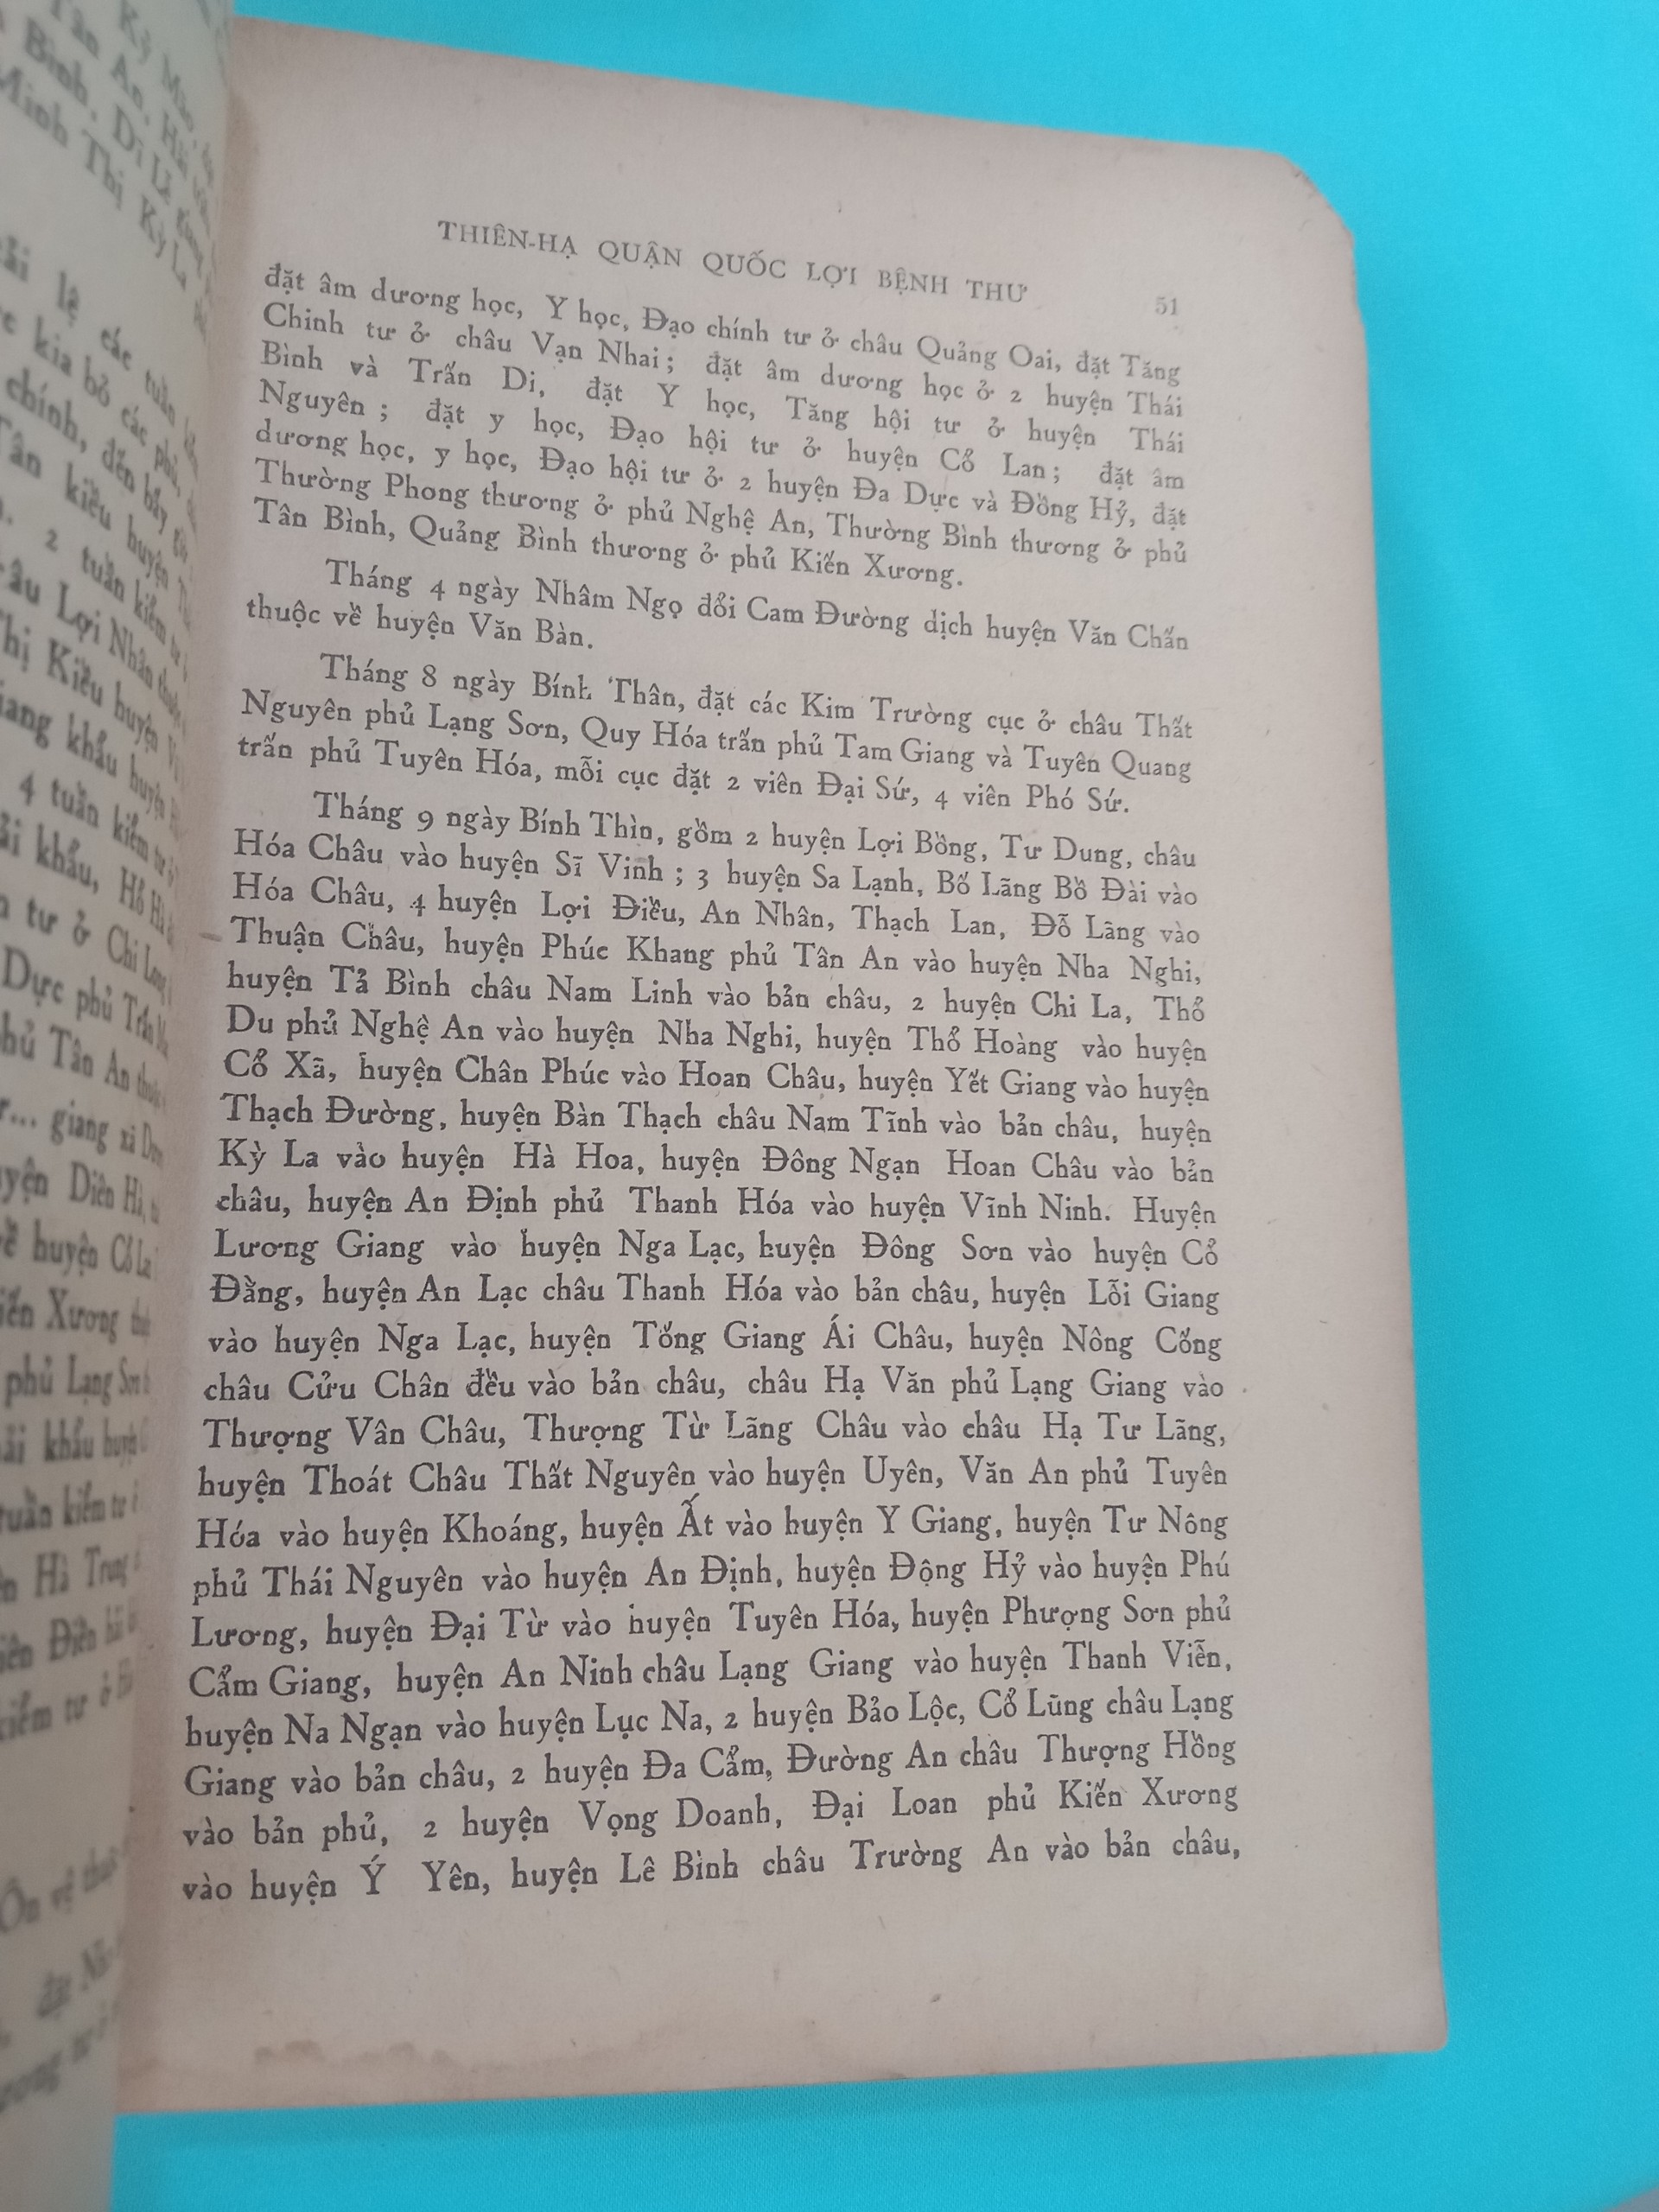 THIÊN-HẠ QUẬN QUỐC LỢI BỆNH THƯ 51
đặt âm dương học, Y học, Đạo chính tư ở châu Quảng Oai, đặt Tăng
Chinh tư ở châu Vạn Nhai; đặt âm dương học ở 2 huyện Thái
Bình và Trấn Di, đặt Y học, Tăng hội tư ở huyện Thái
Nguyên; đặt y học, Đạo hội tư ở huyện Cổ Lan; đặt âm
dương học, y học, Đạo hội tư ở 2 huyện Đa Dực và Đồng Hỷ, đặt
Thường Phong thương ở phủ Nghệ An, Thường Bình thương ở phủ
Tân Bình, Quảng Bình thương ở phủ Kiến Xương.
Tháng 4 ngày Nhâm Ngọ đổi Cam Đường dịch huyện Văn Chấn
thuộc về huyện Văn Bàn.
Tháng 8 ngày Bính Thân, đặt các Kim Trường cục ở châu Thất
Nguyên phủ Lạng Sơn, Quy Hóa trấn phủ Tam Giang và Tuyên Quang
trấn phủ Tuyên Hóa, mỗi cục đặt 2 viên Đại Sứ, 4 viên Phó Sứ.
Tháng 9 ngày Bính Thìn, gồm 2 huyện Lợi Bồng, Tư Dung, châu
Hóa Châu vào huyện Sĩ Vinh; 3 huyện Sa Lạnh, Bố Lãng Bồ Đài vào
Hóa Châu, 4 huyện Lợi Điều, An Nhân, Thạch Lan, Đỗ Lãng vào
Thuận Châu, huyện Phúc Khang phủ Tân An vào huyện Nha Nghi,
huyện Tả Bình châu Nam Linh vào bản châu, 2 huyện Chi La, Thổ
Du phủ Nghệ An vào huyện Nha Nghi, huyện Thổ Hoàng vào huyện
Cổ Xã, huyện Chân Phúc vào Hoan Châu, huyện Yết Giang vào huyện
Thạch Đường, huyện Bàn Thạch châu Nam Tĩnh vào bản châu, huyện
Kỳ La vào huyện Hà Hoa, huyện Đông Ngạn Hoan Châu vào bản
châu, huyện An Định phủ Thanh Hóa vào huyện Vĩnh Ninh. Huyện
Lương Giang vào huyện Nga Lạc, huyện Đông Sơn vào huyện Cổ
Đằng, huyện An Lạc châu Thanh Hóa vào bản châu, huyện Lỗi Giang
vào huyện Nga Lạc, huyện Tống Giang Ái Châu, huyện Nông Cống
châu Cửu Chân đều vào bản châu, châu Hạ Văn phủ Lạng Giang vào
Thượng Vân Châu, Thượng Từ Lãng Châu vào châu Hạ Tư Lãng,
huyện Thoát Châu Thất Nguyên vào huyện Uyên, Văn An phủ Tuyên
Hóa vào huyện Khoáng, huyện Ất vào huyện Y Giang, huyện Tư Nông
phủ Thái Nguyên vào huyện An Định, huyện Động Hỷ vào huyện Phú
Lương, huyện Đại Từ vào huyện Tuyên Hóa, huyện Phượng Sơn phủ
Cẩm Giang, huyện An Ninh châu Lạng Giang vào huyện Thanh Viễn,
huyện Na Ngạn vào huyện Lục Na, 2 huyện Bảo Lộc, Cổ Lũng châu Lạng
Giang vào bản châu, 2 huyện Đa Cẩm, Đường An châu Thượng Hồng
vào bản phủ, 2 huyện Vọng Doanh, Đại Loan phủ Kiến Xương
vào huyện Ý Yên, huyện Lê Bình châu Trường An vào bản châu,